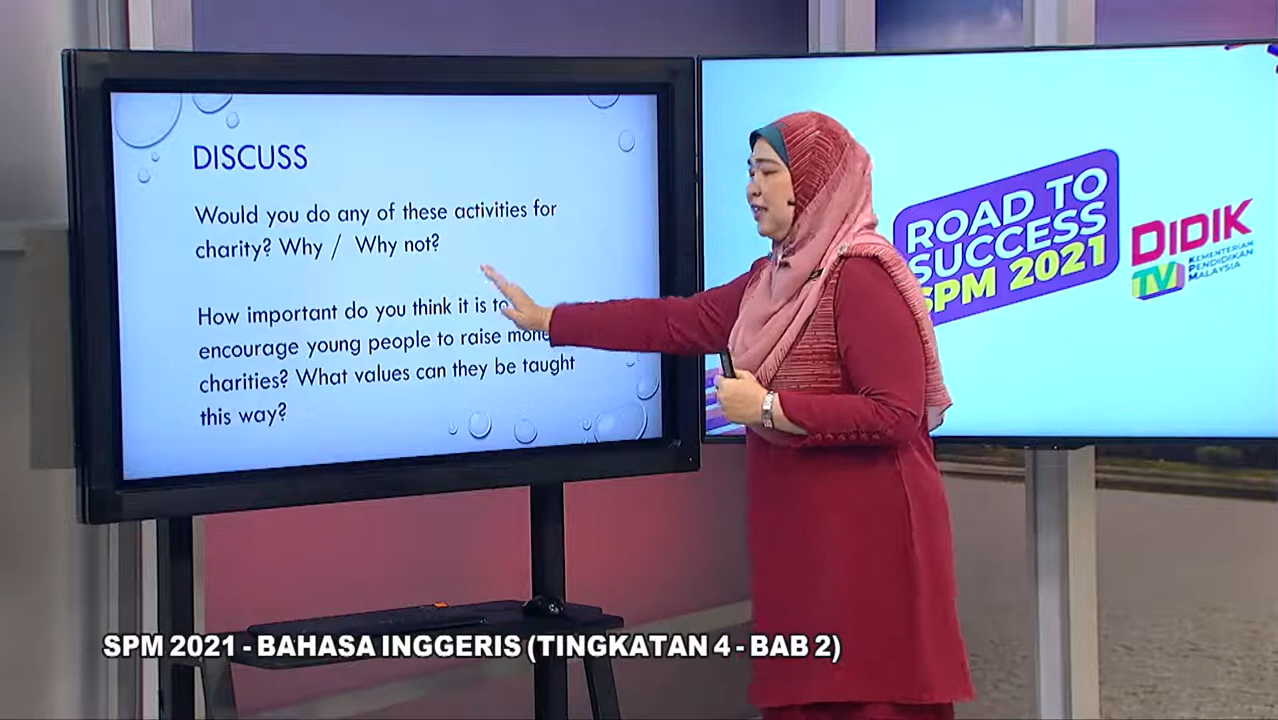 DISCUSS
Would you do any of these activities for
charity? Why / Why not?
How important do you think it is to
encourage young people to raise
charities? What values can they be taught
this way?
ROAD TO
SUCCESS
SPM 2021
DIDIK
TV
KEMENTERIAN
PENDIDIKAN
MALAYSIA
SPM 2021 - BAHASA INGGERIS (TINGKATAN 4 - BAB 2)